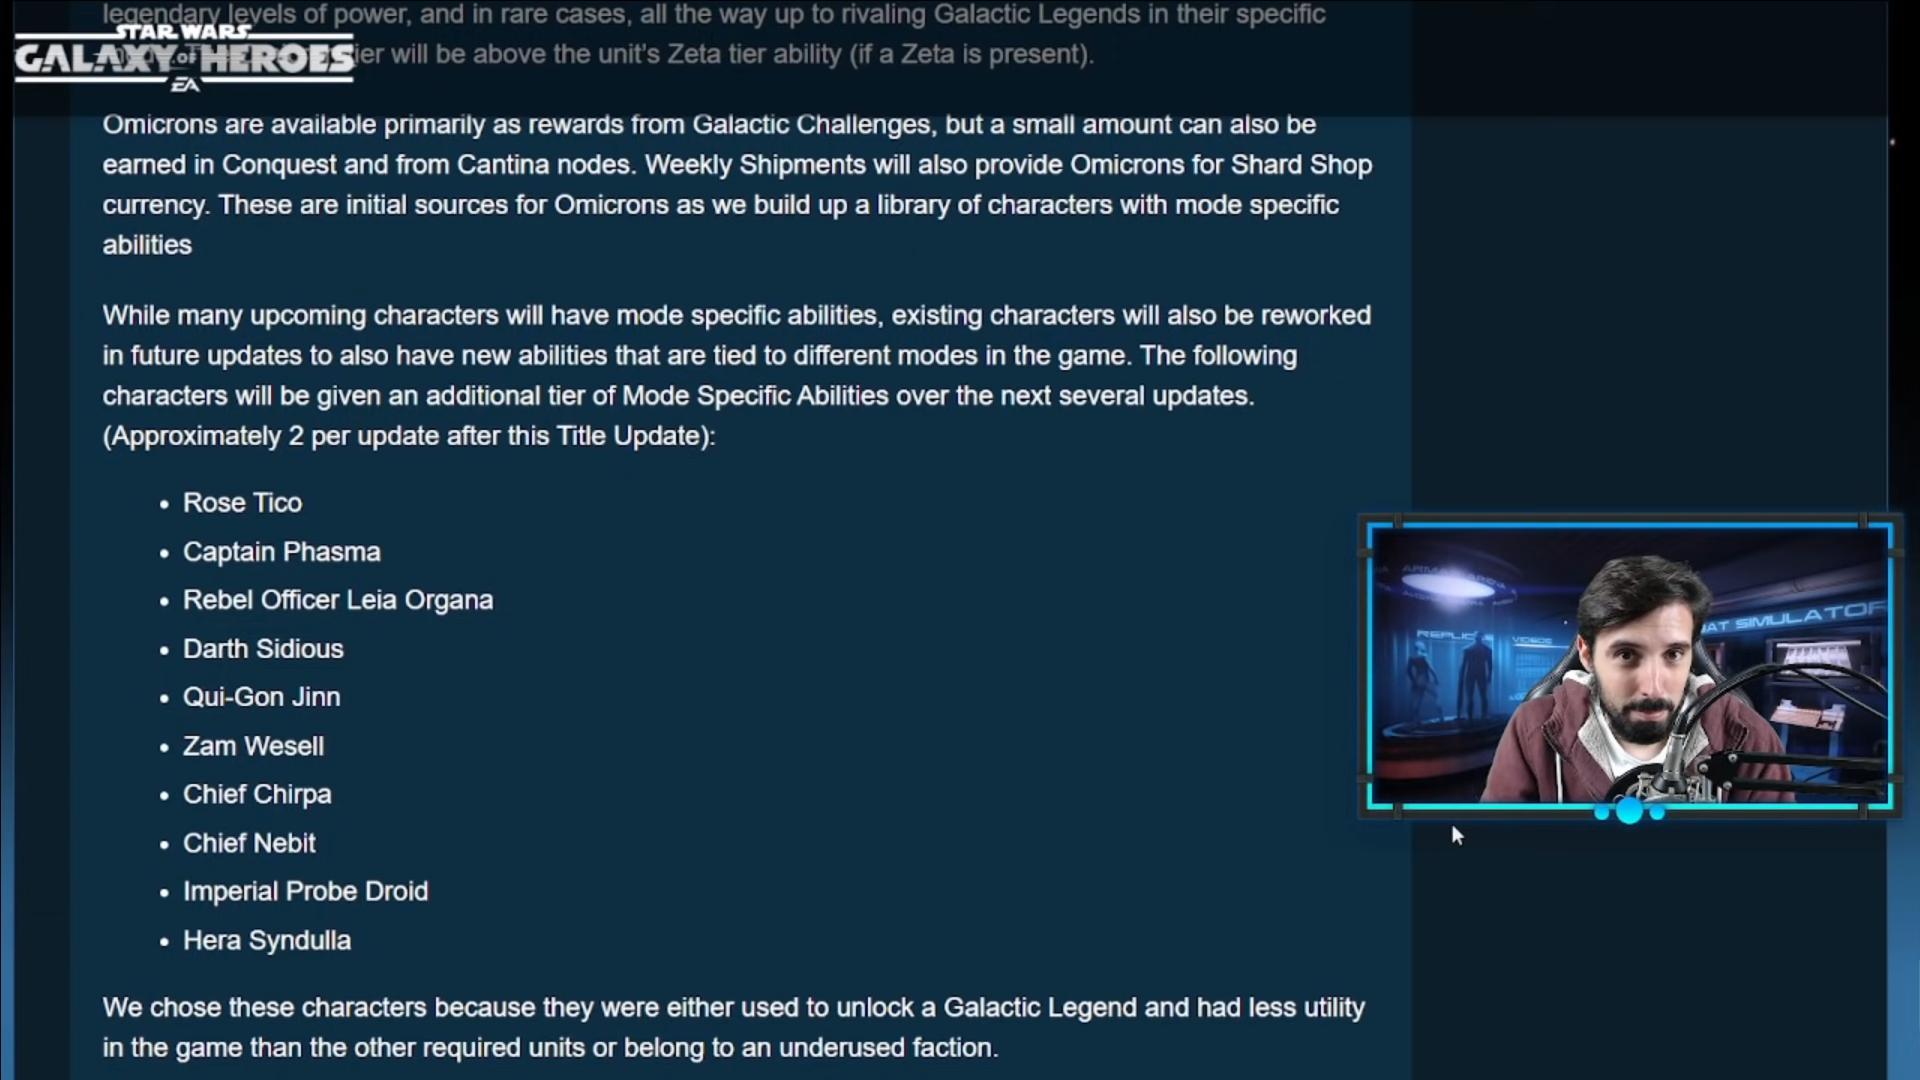 legendary levels of power, and in rare cases, all the way up to rivaling Galactic Legends in their specific
STAR WARS
GALAXY OF HEROES
EA
tier will be above the unit's Zeta tier ability (if a Zeta is present).
Omicrons are available primarily as rewards from Galactic Challenges, but a small amount can also be
earned in Conquest and from Cantina nodes. Weekly Shipments will also provide Omicrons for Shard Shop
currency. These are initial sources for Omicrons as we build up a library of characters with mode specific
abilities
While many upcoming characters will have mode specific abilities, existing characters will also be reworked
in future updates to also have new abilities that are tied to different modes in the game. The following
characters will be given an additional tier of Mode Specific Abilities over the next several updates.
(Approximately 2 per update after this Title Update):
• Rose Tico
• Captain Phasma
• Rebel Officer Leia Organa
• Darth Sidious
• Qui-Gon Jinn
• Zam Wesell
• Chief Chirpa
• Chief Nebit
• Imperial Probe Droid
• Hera Syndulla
We chose these characters because they were either used to unlock a Galactic Legend and had less utility
in the game than the other required units or belong to an underused faction.
VIDEOS
SIMULATOR